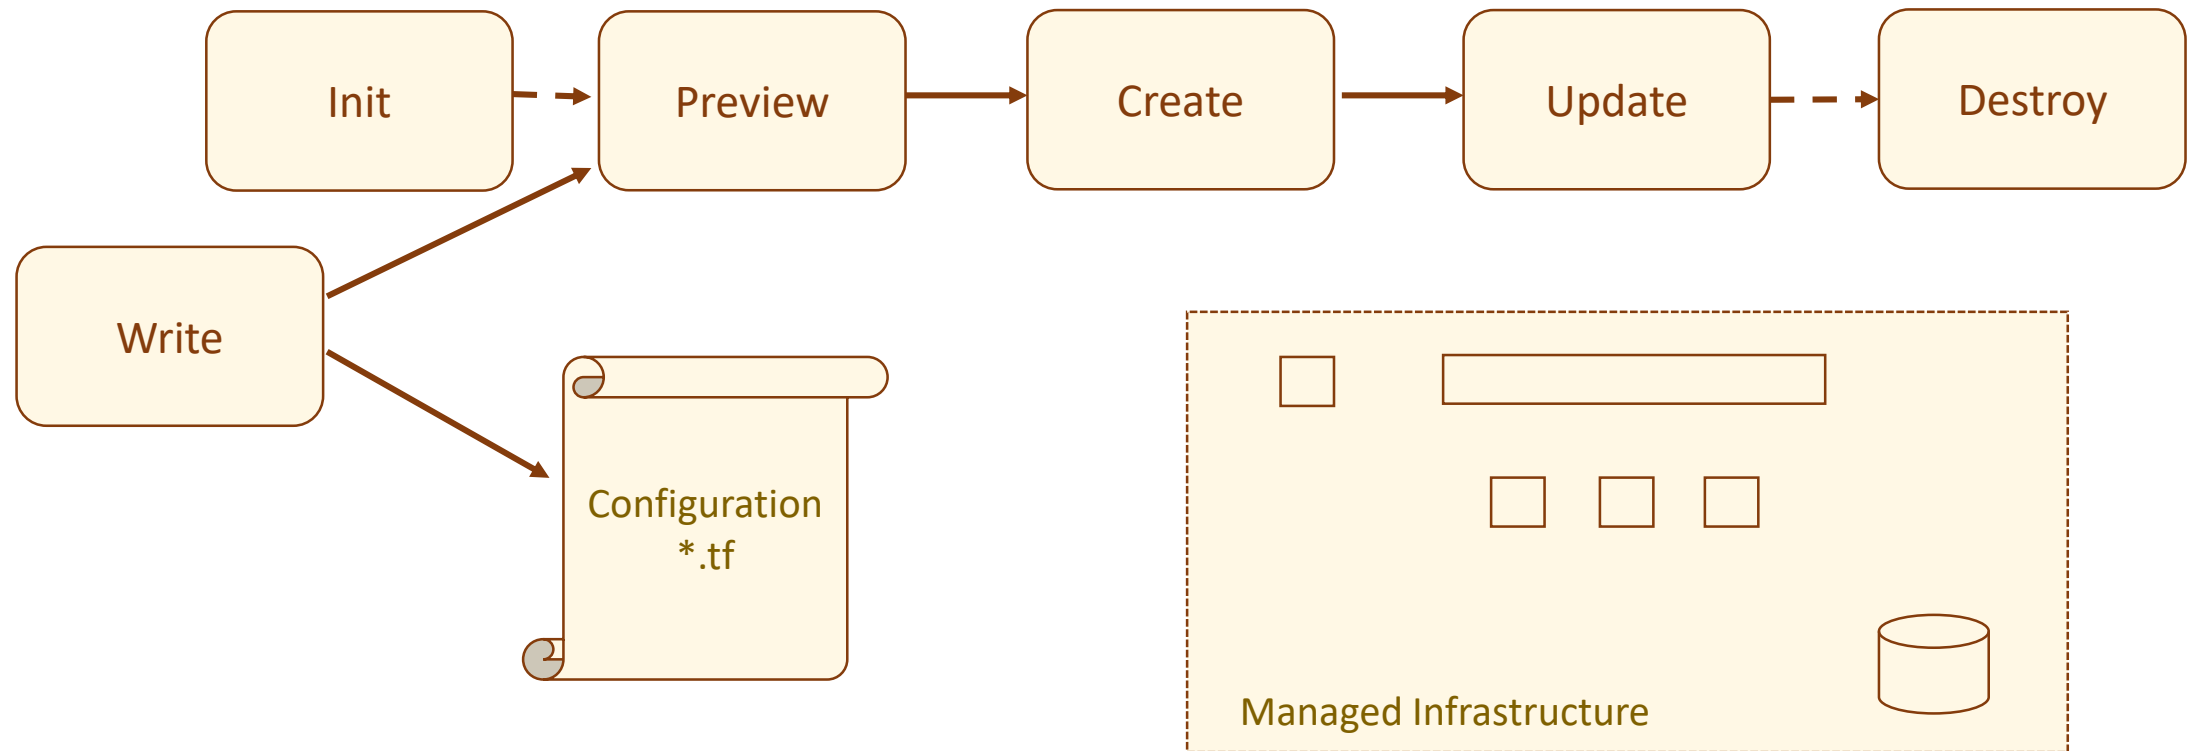 Init
Preview
Create
Update
Destroy
Write
Configuration
*.tf
Managed Infrastructure